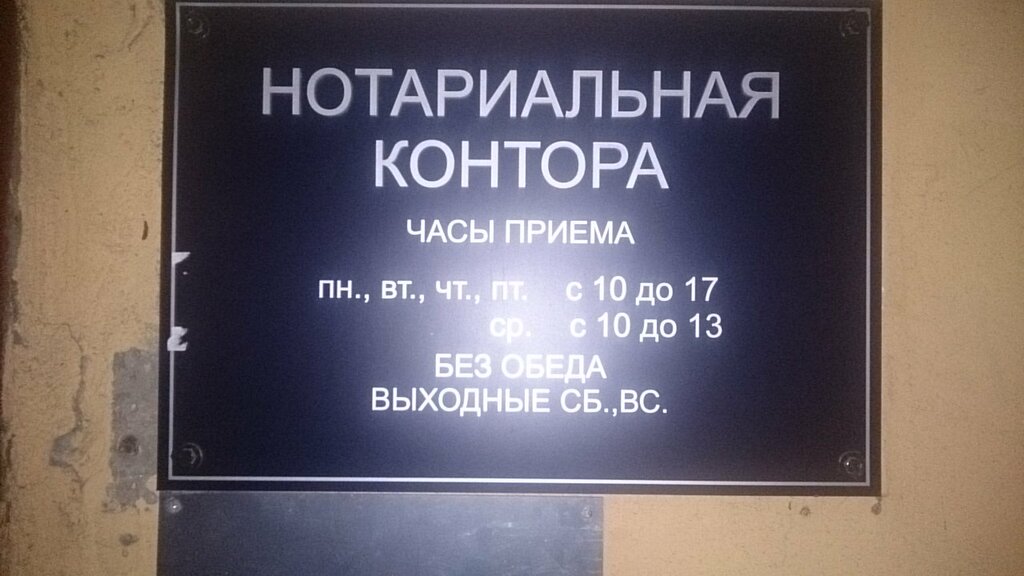 НОТАРИАЛЬНАЯ
КОНТОРА
ЧАСЫ ПРИЕМА
пн., вт., чт., пт. с 10 до 17
ср. с 10 до 13
БЕЗ ОБЕДА
ВЫХОДНЫЕ СБ.,ВС.